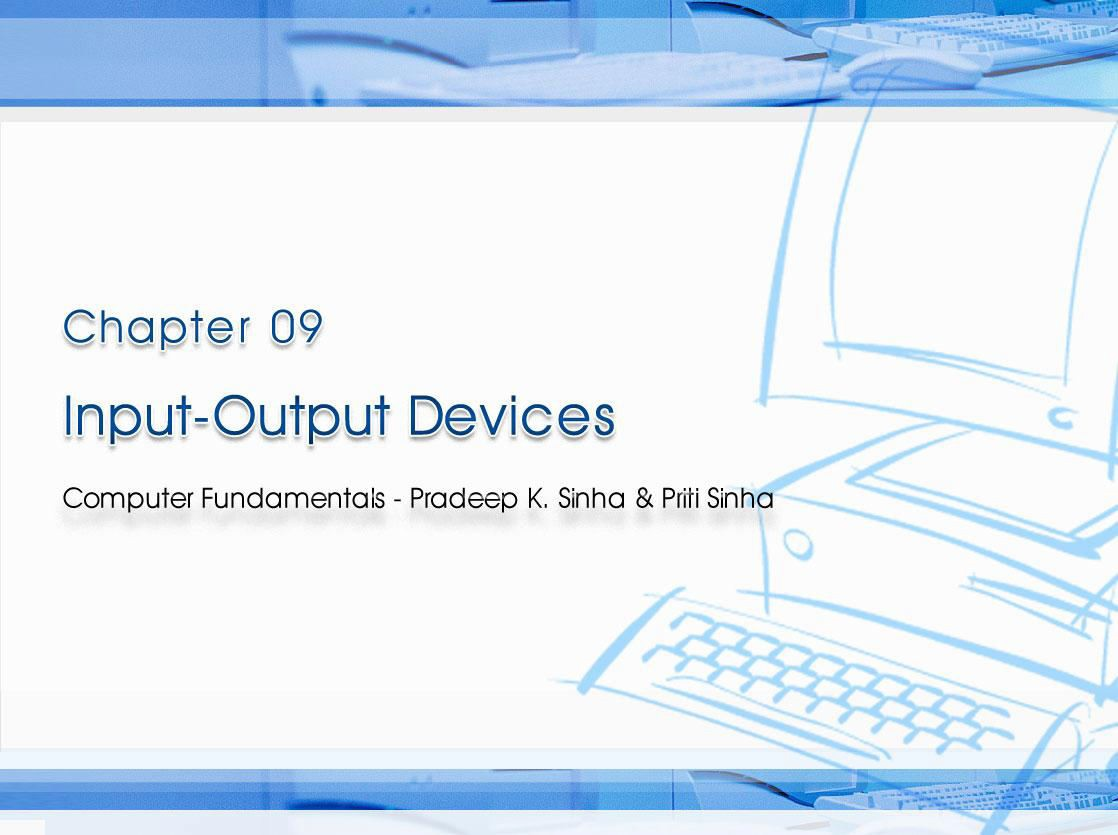 Chapter 09
Input-Output Devices
Computer Fundamentals - Pradeep K. Sinha & Priti Sinha